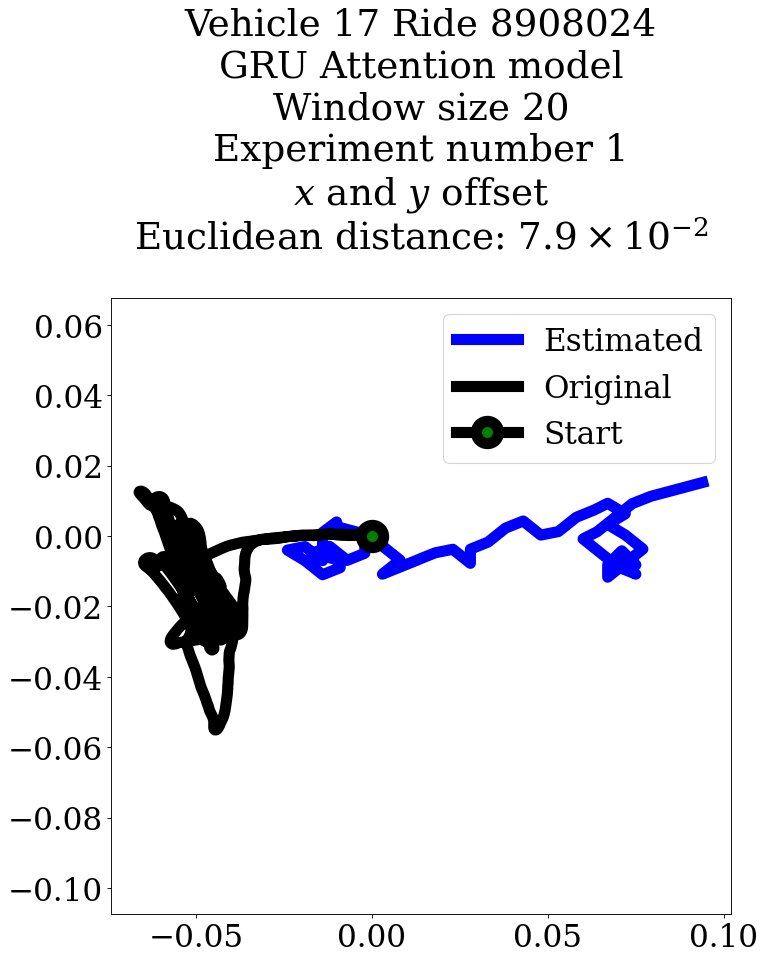 Vehicle 17 Ride 8908024
GRU Attention model
Window size 20
Experiment number 1
x and y offset
Euclidean distance: 7.9 × 10⁻²
Estimated
Original
Start
0.06
0.04
0.02
0.00
−0.02
−0.04
−0.06
−0.08
−0.10
−0.05
0.00
0.05
0.10